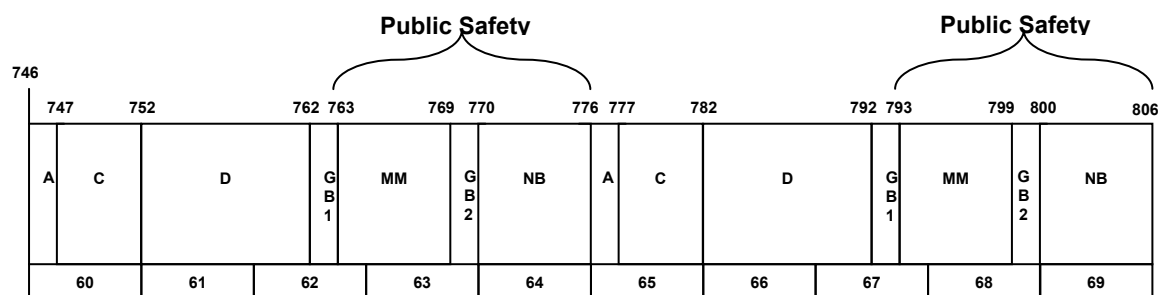 Public Safety Public Safety
746
747 752 762 763 769 770 776 777 782 792 793 799 800 806
A C D GB1 MM GB2 NB A C D GB1 MM GB2 NB
60 61 62 63 64 65 66 67 68 69